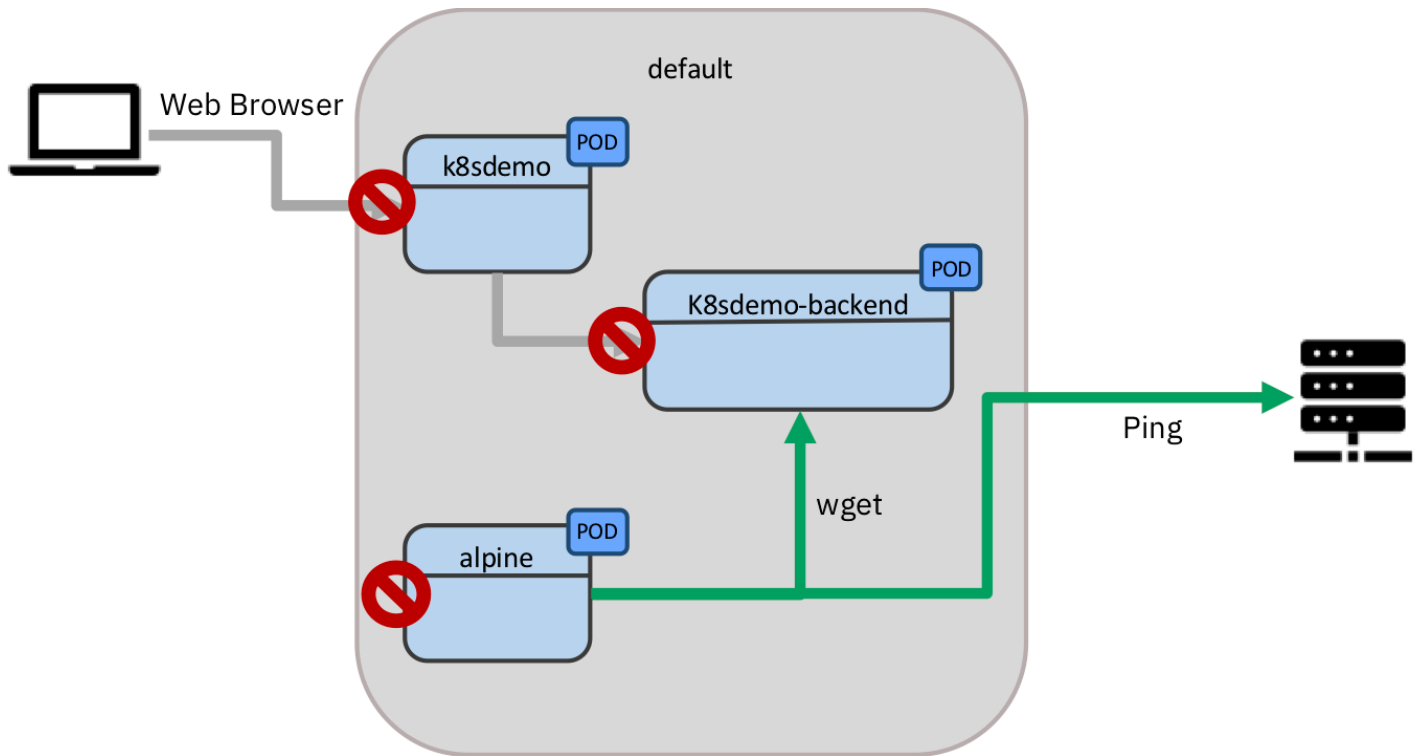 default
Web Browser
POD
k8sdemo
POD
K8sdemo-backend
Ping
wget
POD
alpine